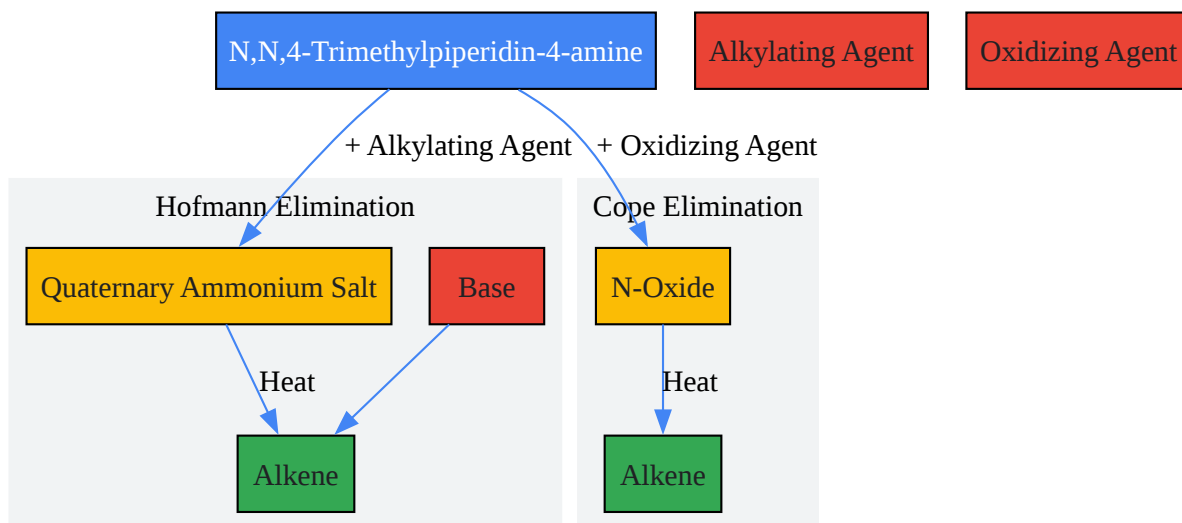 N,N,4-Trimethylpiperidin-4-amine
Alkylating Agent
Oxidizing Agent
+ Alkylating Agent
+ Oxidizing Agent
Hofmann Elimination
Cope Elimination
Quaternary Ammonium Salt
Base
N-Oxide
Heat
Heat
Alkene
Alkene